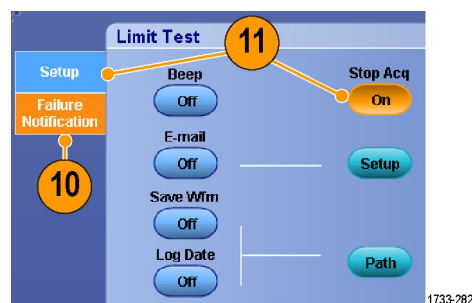 Limit Test
11
Setup
Failure
Notification
10
Beep
Off
Stop Acq
On
E-mail
Off
Setup
Save Wfm
Off
Log Date
Off
Path
1733-282